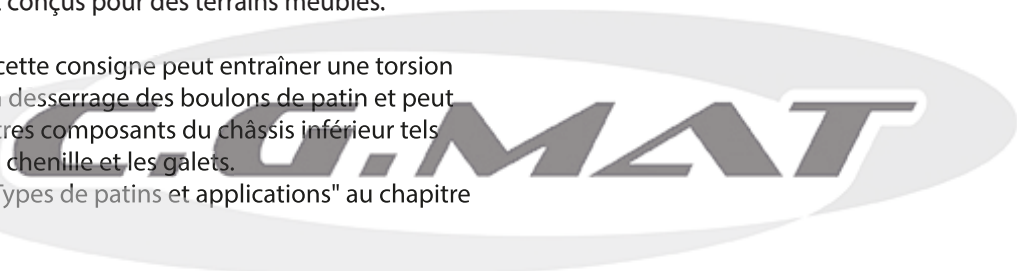 conçus pour des terrains meubles.
cette consigne peut entraîner une torsion
desserrage des boulons de patin et peut
tres composants du châssis inférieur tels
chenille et les galets.
Types de patins et applications" au chapitre
C.G.MAT